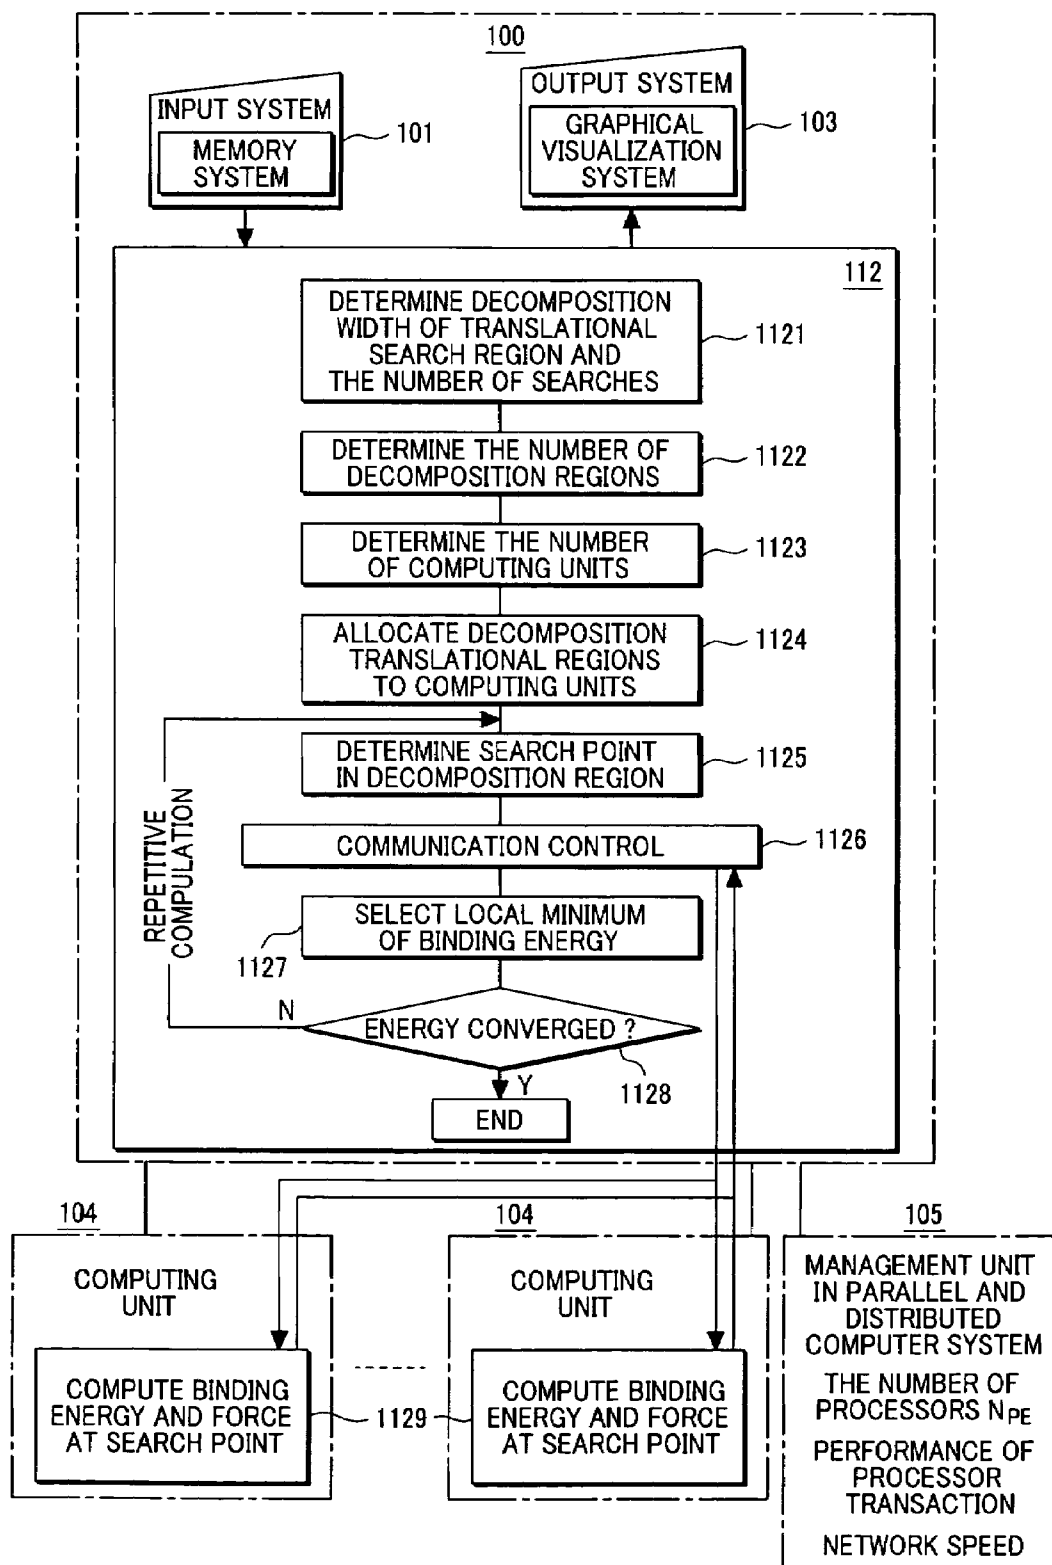 100
INPUT SYSTEM
MEMORY
SYSTEM
101
OUTPUT SYSTEM
GRAPHICAL
VISUALIZATION
SYSTEM
103
112
DETERMINE DECOMPOSITION
WIDTH OF TRANSLATIONAL
SEARCH REGION AND
THE NUMBER OF SEARCHES
1121
DETERMINE THE NUMBER OF
DECOMPOSITION REGIONS
1122
DETERMINE THE NUMBER
OF COMPUTING UNITS
1123
ALLOCATE DECOMPOSITION
TRANSLATIONAL REGIONS
TO COMPUTING UNITS
1124
DETERMINE SEARCH POINT
IN DECOMPOSITION REGION
1125
REPETITIVE
COMPULATION
COMMUNICATION CONTROL
1126
SELECT LOCAL MINIMUM
OF BINDING ENERGY
1127
N
ENERGY CONVERGED ?
1128
Y
END
104
COMPUTING
UNIT
COMPUTE BINDING
ENERGY AND FORCE
AT SEARCH POINT
1129
104
COMPUTING
UNIT
COMPUTE BINDING
ENERGY AND FORCE
AT SEARCH POINT
105
MANAGEMENT UNIT
IN PARALLEL AND
DISTRIBUTED
COMPUTER SYSTEM
THE NUMBER OF
PROCESSORS NPE
PERFORMANCE OF
PROCESSOR
TRANSACTION
NETWORK SPEED